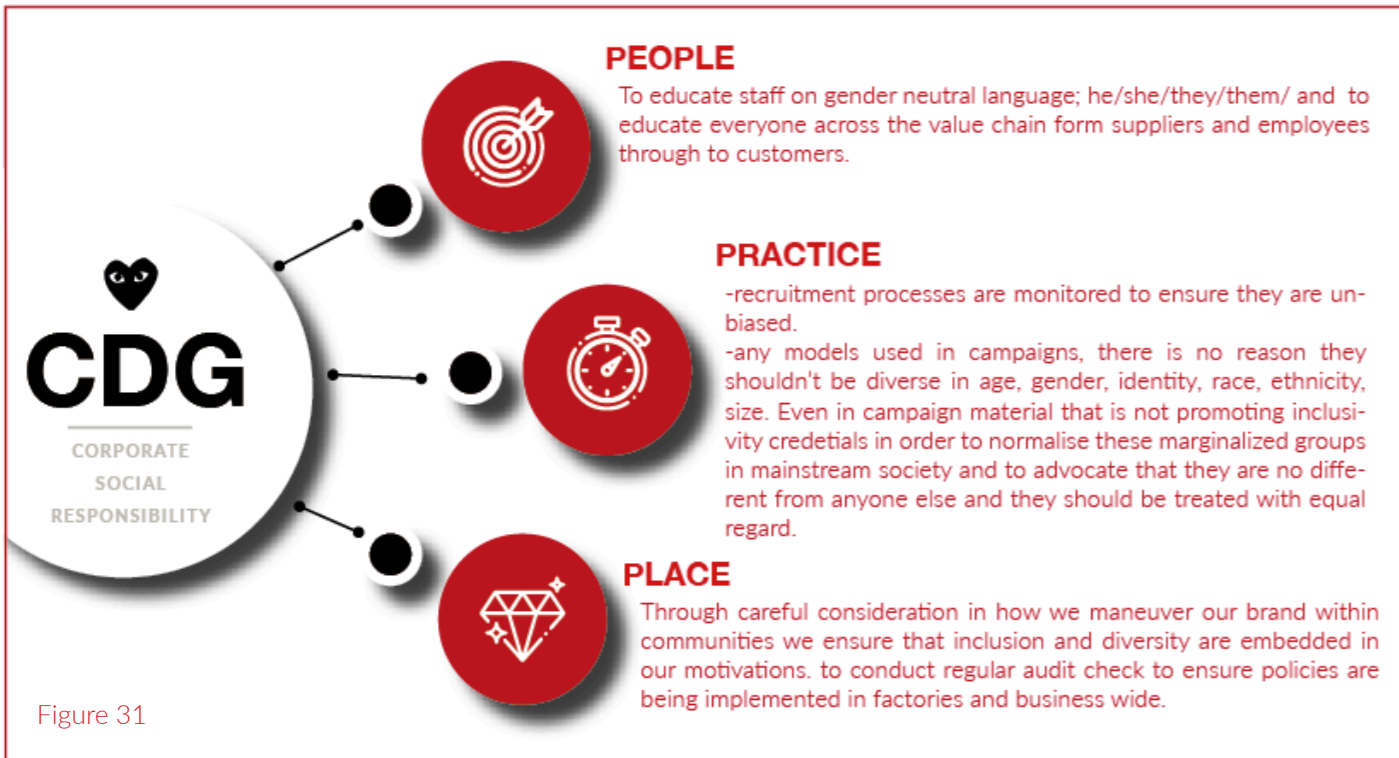 CDG
CORPORATE
SOCIAL
RESPONSIBILITY
PEOPLE
To educate staff on gender neutral language; he/she/they/them/ and to
educate everyone across the value chain form suppliers and employees
through to customers.
PRACTICE
-recruitment processes are monitored to ensure they are un-
biased.
-any models used in campaigns, there is no reason they
shouldn't be diverse in age, gender, identity, race, ethnicity,
size. Even in campaign material that is not promoting inclusi-
vity credetials in order to normalise these marginalized groups
in mainstream society and to advocate that they are no diffe-
rent from anyone else and they should be treated with equal
regard.
PLACE
Through careful consideration in how we maneuver our brand within
communities we ensure that inclusion and diversity are embedded in
our motivations. to conduct regular audit check to ensure policies are
being implemented in factories and business wide.
Figure 31